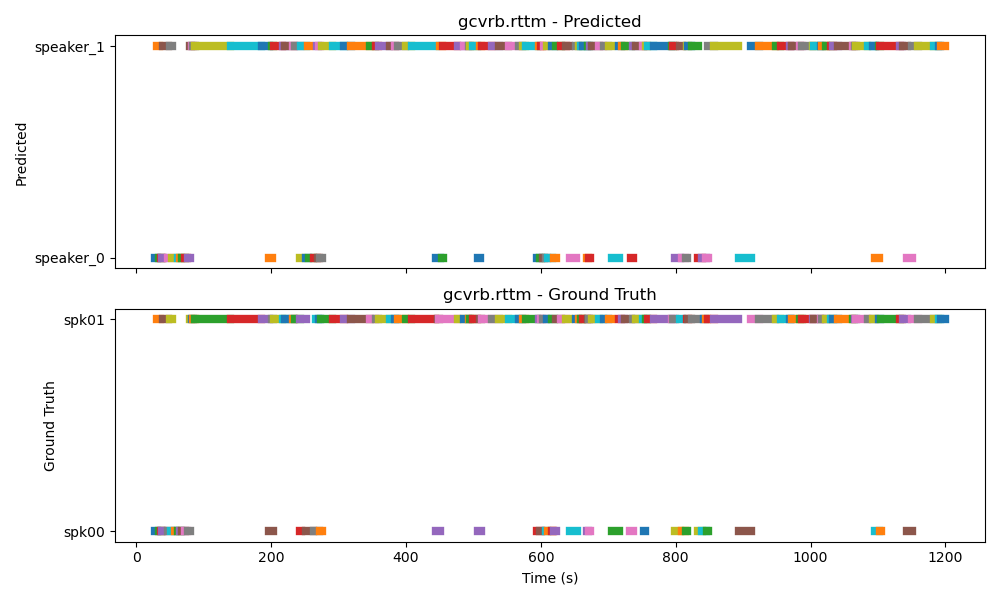 gcvrb.rttm - Predicted
speaker_1
Predicted
speaker_0
gcvrb.rttm - Ground Truth
spk01
Ground Truth
spk00
0 200 400 600 800 1000 1200
Time (s)